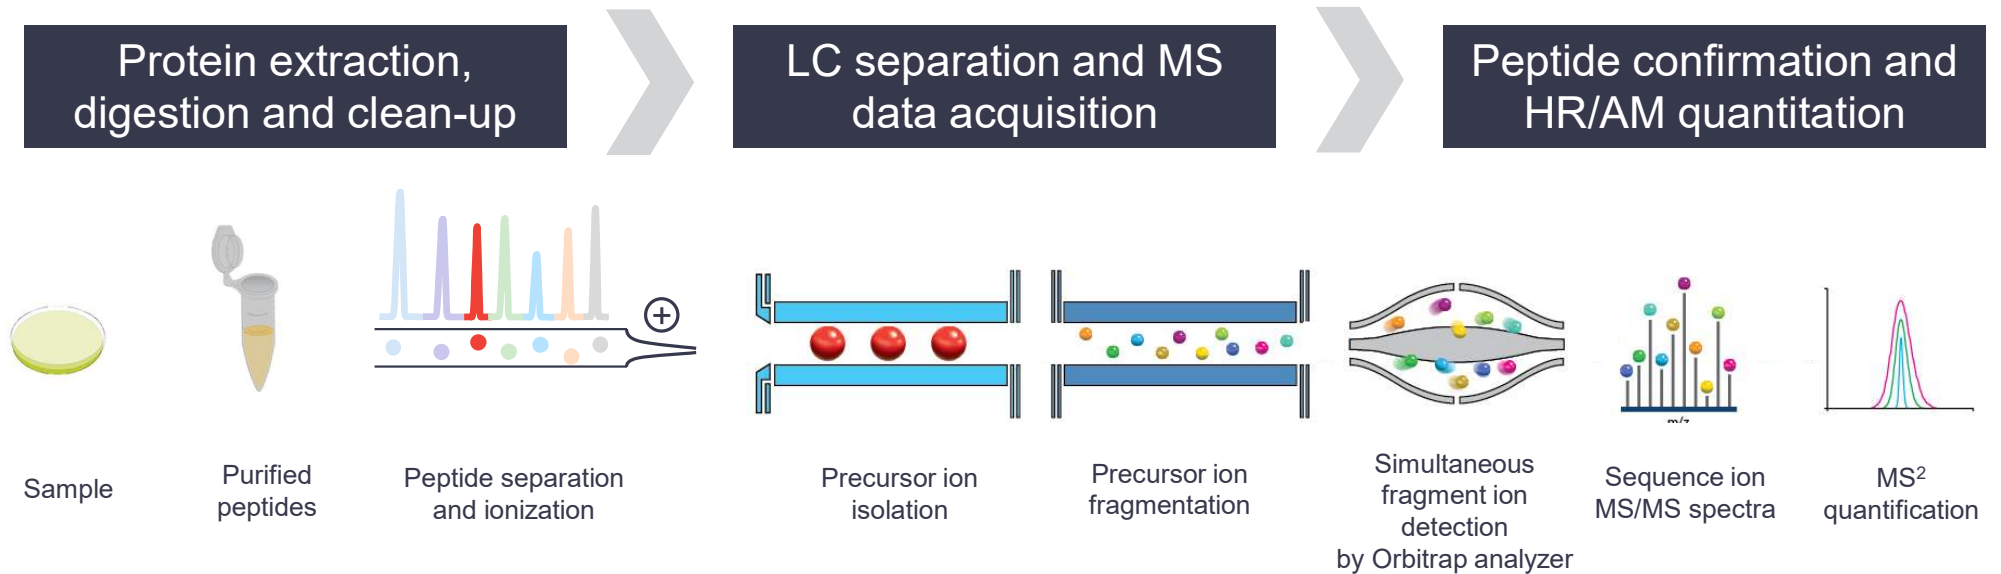 Protein extraction,
digestion and clean-up
LC separation and MS
data acquisition
Peptide confirmation and
HR/AM quantitation
+
m/z
Sample
Purified
peptides
Peptide separation
and ionization
Precursor ion
isolation
Precursor ion
fragmentation
Simultaneous
fragment ion
detection
by Orbitrap analyzer
Sequence ion
MS/MS spectra
MS²
quantification